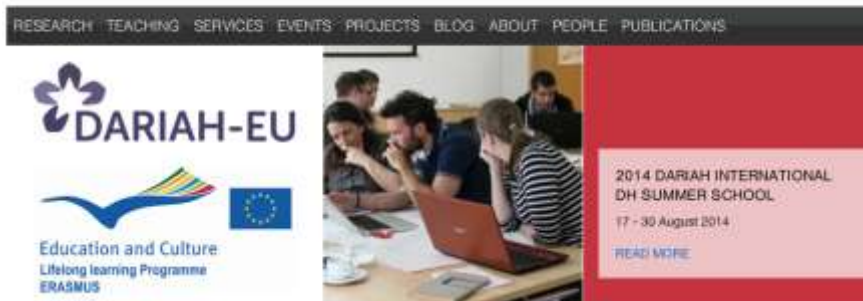 RESEARCH TEACHING SERVICES EVENTS PROJECTS BLOG ABOUT PEOPLE PUBLICATIONS
DARIAH-EU
Education and Culture
Lifelong learning Programme
ERASMUS
2014 DARIAH INTERNATIONAL
DH SUMMER SCHOOL
17 - 30 August 2014
READ MORE